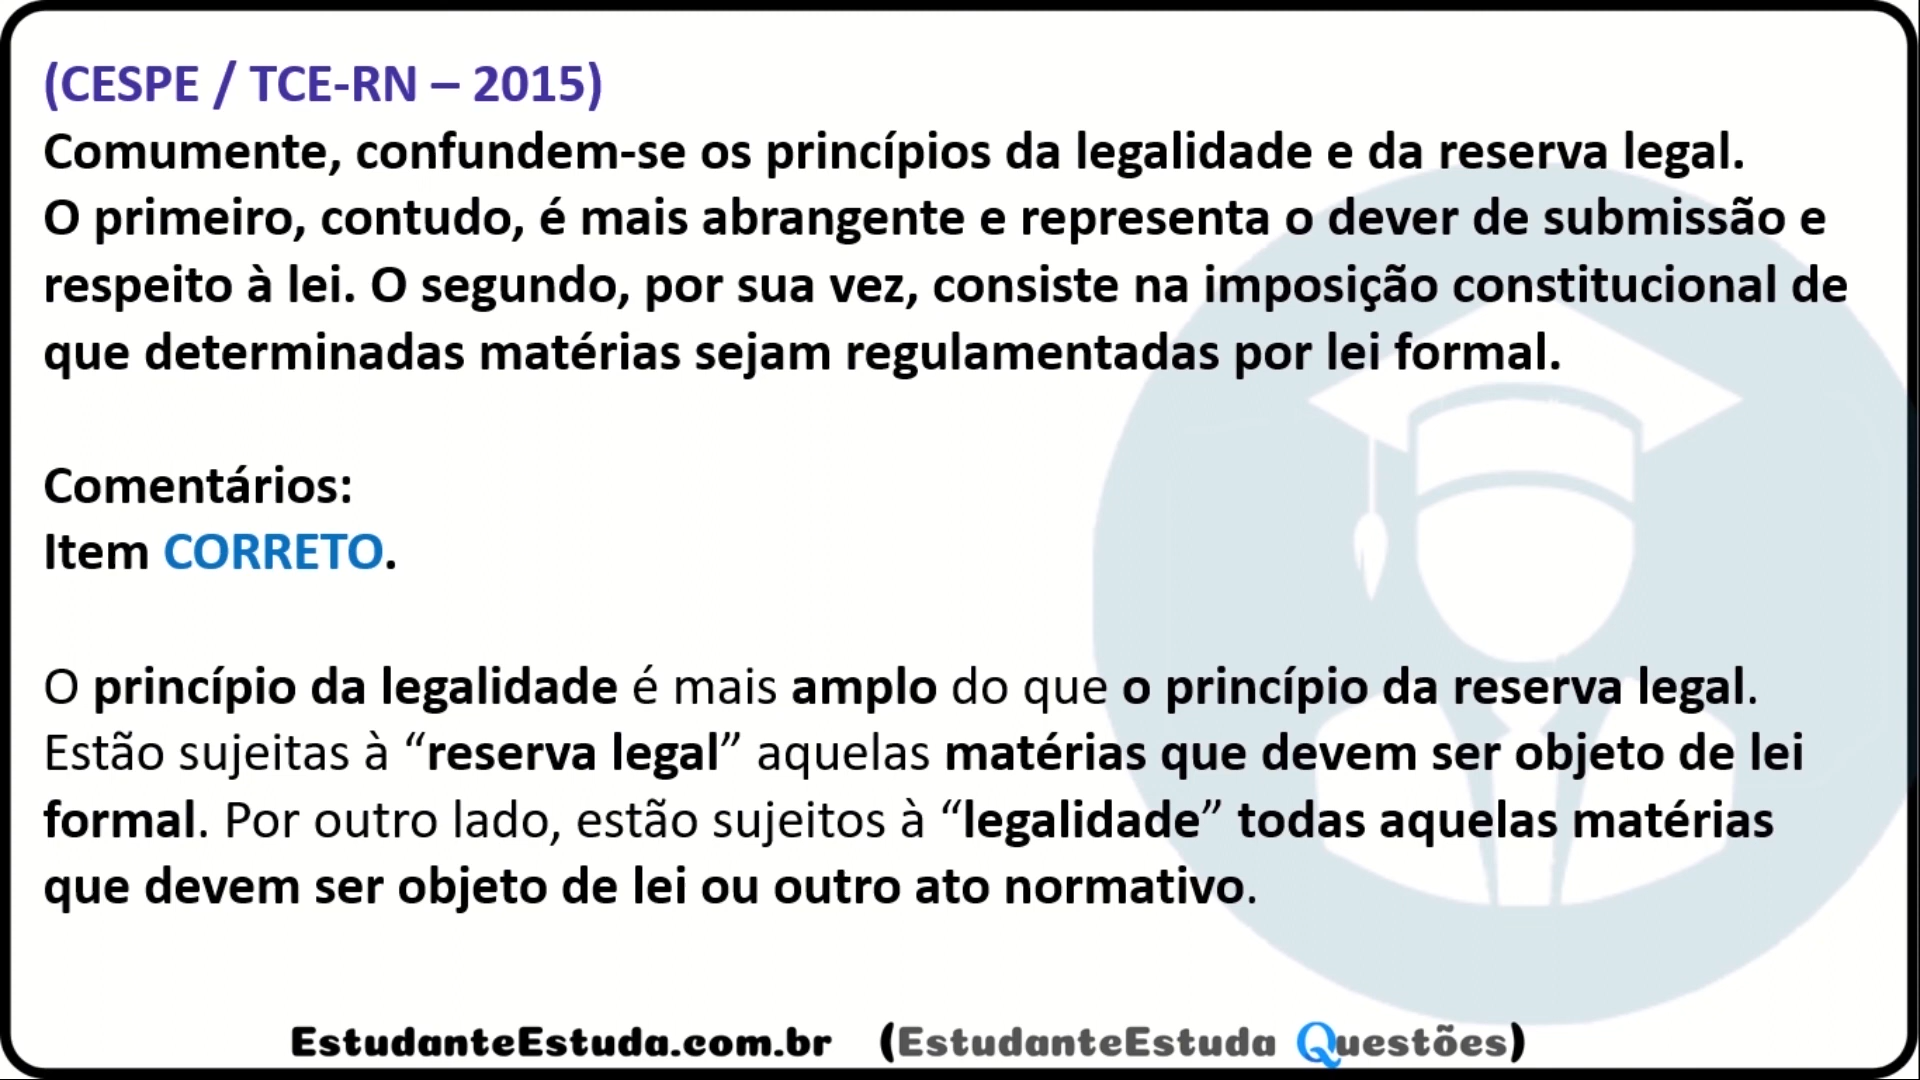 (CESPE / TCE-RN – 2015)
Comumente, confundem-se os princípios da legalidade e da reserva legal.
O primeiro, contudo, é mais abrangente e representa o dever de submissão e
respeito à lei. O segundo, por sua vez, consiste na imposição constitucional de
que determinadas matérias sejam regulamentadas por lei formal.
Comentários:
Item CORRETO.
O princípio da legalidade é mais amplo do que o princípio da reserva legal.
Estão sujeitas à “reserva legal” aquelas matérias que devem ser objeto de lei
formal. Por outro lado, estão sujeitos à “legalidade” todas aquelas matérias
que devem ser objeto de lei ou outro ato normativo.
EstudanteEstuda.com.br (EstudanteEstuda Questões)